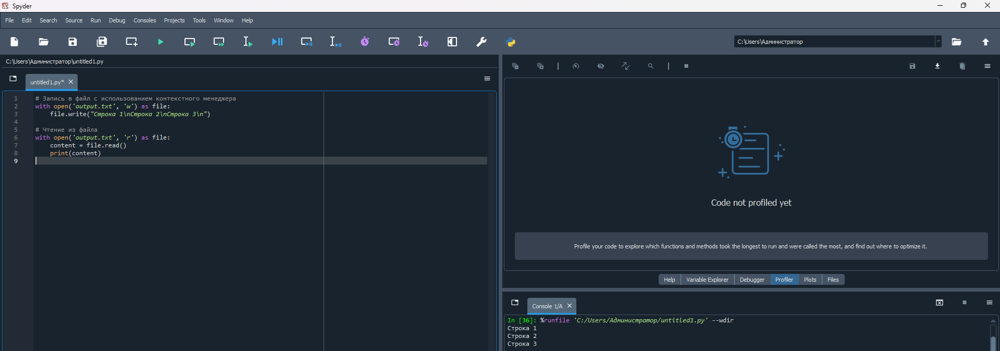 Spyder
File Edit Search Source Run Debug Consoles Projects Tools Window Help
C:\Users\Администратор
C:\Users\Администратор\untitled1.py
untitled1.py*
1 # Запись в файл с использованием контекстного менеджера
2 with open('output.txt', 'w') as file:
3     file.write("Строка 1\nСтрока 2\nСтрока 3\n")
4
5 # Чтение из файла
6 with open('output.txt', 'r') as file:
7     content = file.read()
8     print(content)
9
Code not profiled yet
Profile your code to explore which functions and methods took the longest to run and were called the most, and find out where to optimize it.
Help Variable Explorer Debugger Profiler Plots Files
Console 1/A
In [36]: %runfile 'C:/Users/Администратор/untitled1.py' --wdir
Строка 1
Строка 2
Строка 3